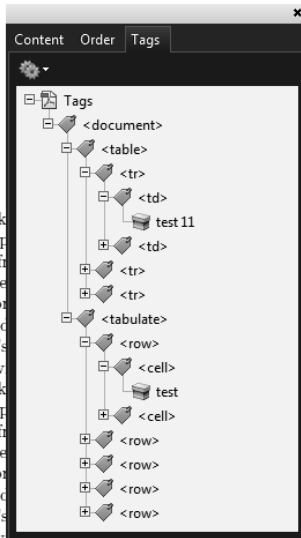 Content Order Tags
Tags
<document>
<table>
<tr>
<td>
test 11
<td>
<tr>
<tr>
<tabulate>
<row>
<cell>
test
<cell>
<row>
<row>
<row>
<row>